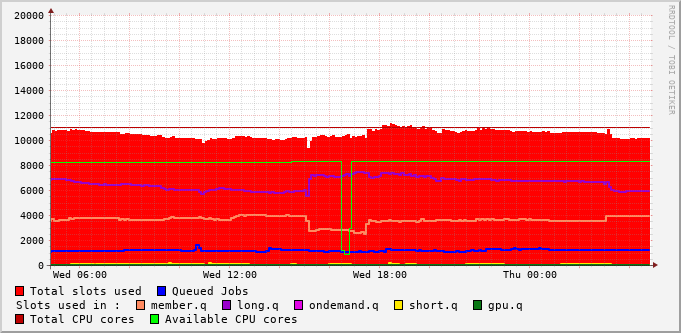 20000
18000
16000
14000
12000
10000
8000
6000
4000
2000
0
Wed 06:00 Wed 12:00 Wed 18:00 Thu 00:00
Total slots used Queued Jobs
Slots used in : member.q long.q ondemand.q short.q gpu.q
Total CPU cores Available CPU cores
RRDTOOL / TOBI OETIKER